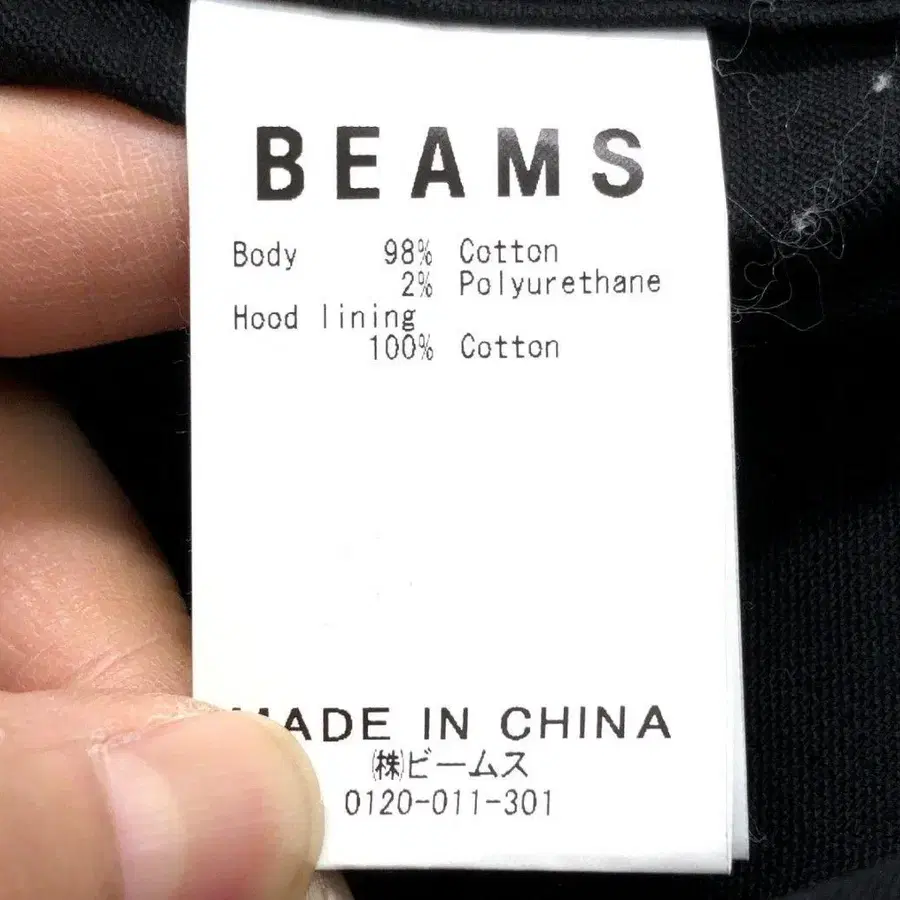 BEAMS
Body 98% Cotton
2% Polyurethane
Hood lining
100% Cotton
MADE IN CHINA
㈱ビームス
0120-011-301